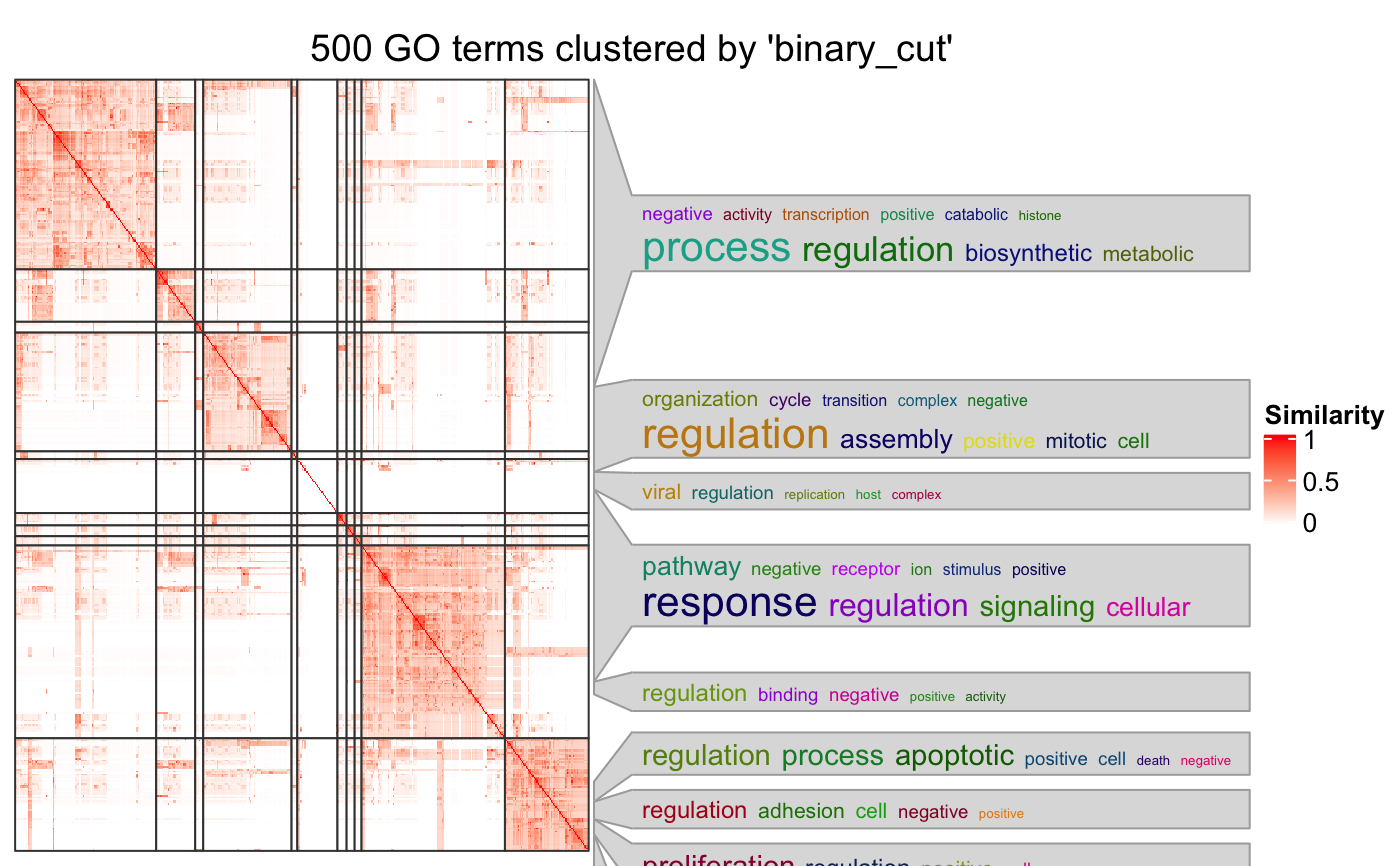 500 GO terms clustered by 'binary_cut'
negative activity transcription positive catabolic histone
process regulation biosynthetic metabolic
organization cycle transition complex negative
regulation assembly positive mitotic cell
viral regulation replication host complex
pathway negative receptor ion stimulus positive
response regulation signaling cellular
regulation binding negative positive activity
regulation process apoptotic positive cell death negative
regulation adhesion cell negative positive
proliferation regulation positive cell
Similarity
1
0.5
0